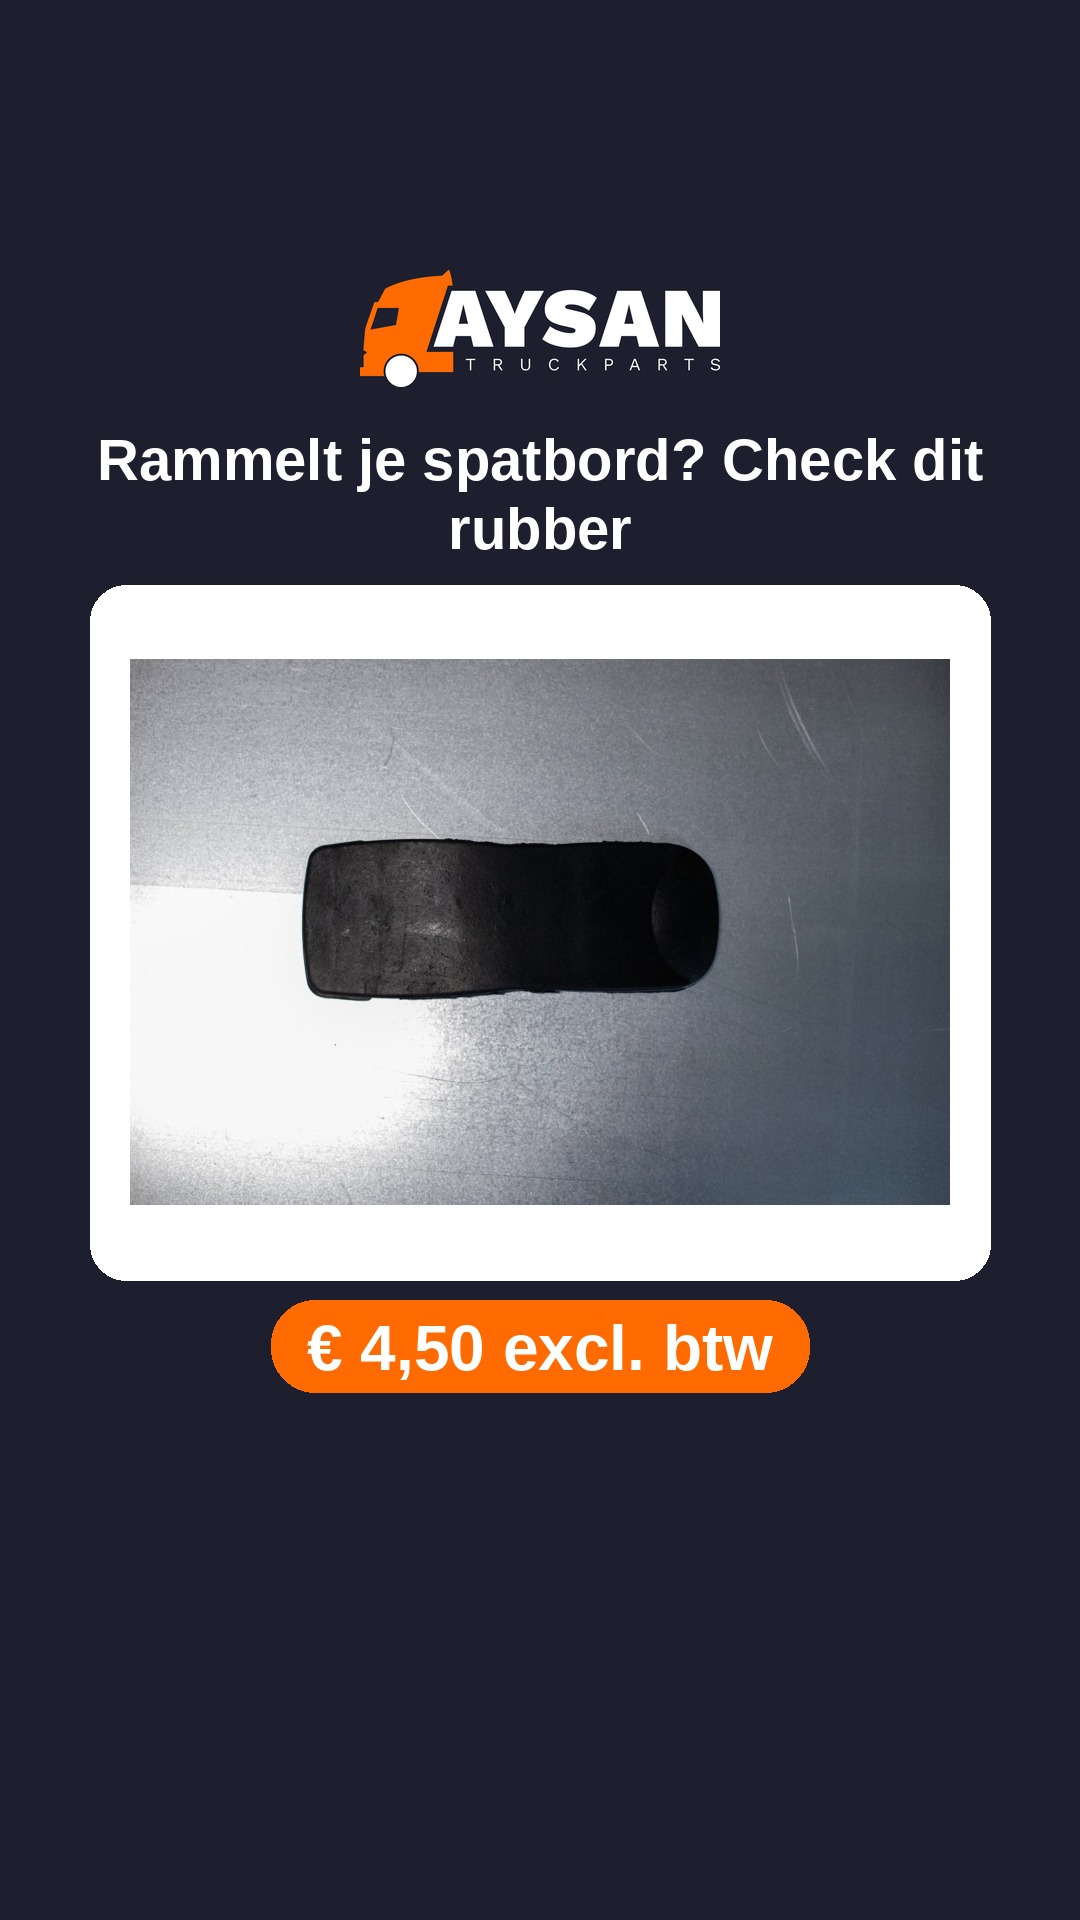 AYSAN
TRUCKPARTS
Rammelt je spatbord? Check dit
rubber
€ 4,50 excl. btw